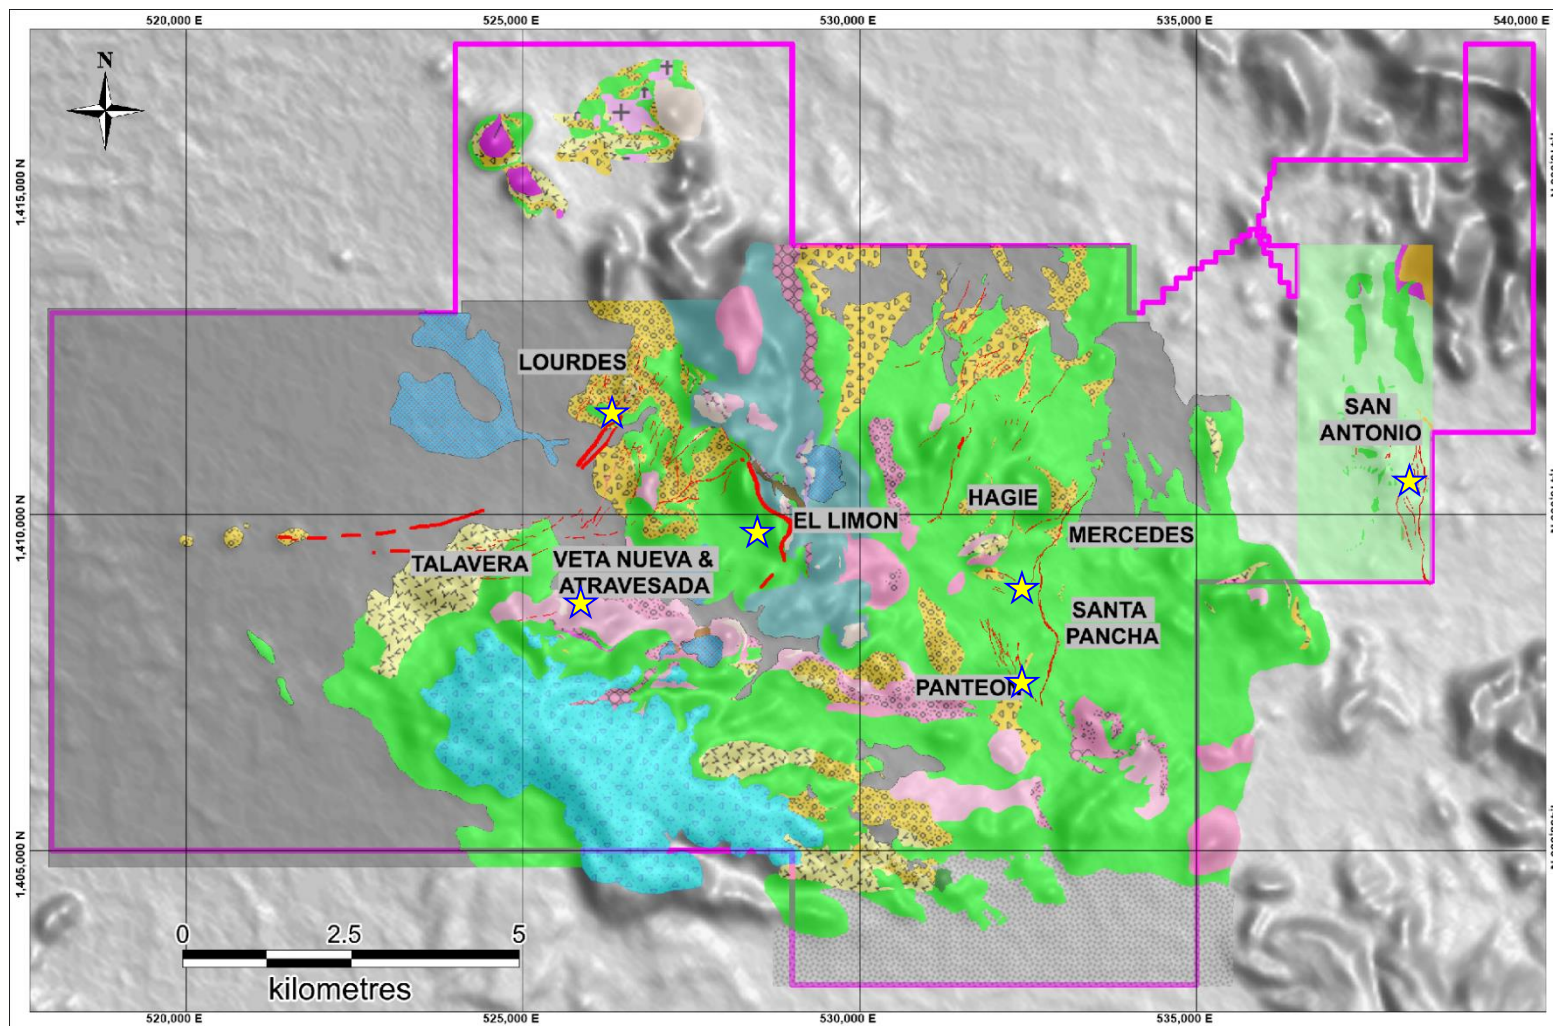 520,000 E
525,000 E
530,000 E
535,000 E
540,000 E
N
1,415,000 N
LOURDES
SAN
ANTONIO
1,410,000 N
HAGIE
EL LIMON
MERCEDES
TALAVERA
VETA NUEVA &
ATRAVESADA
SANTA
PANCHA
PANTEON
1,405,000 N
0
2.5
5
kilometres
520,000 E
525,000 E
530,000 E
535,000 E